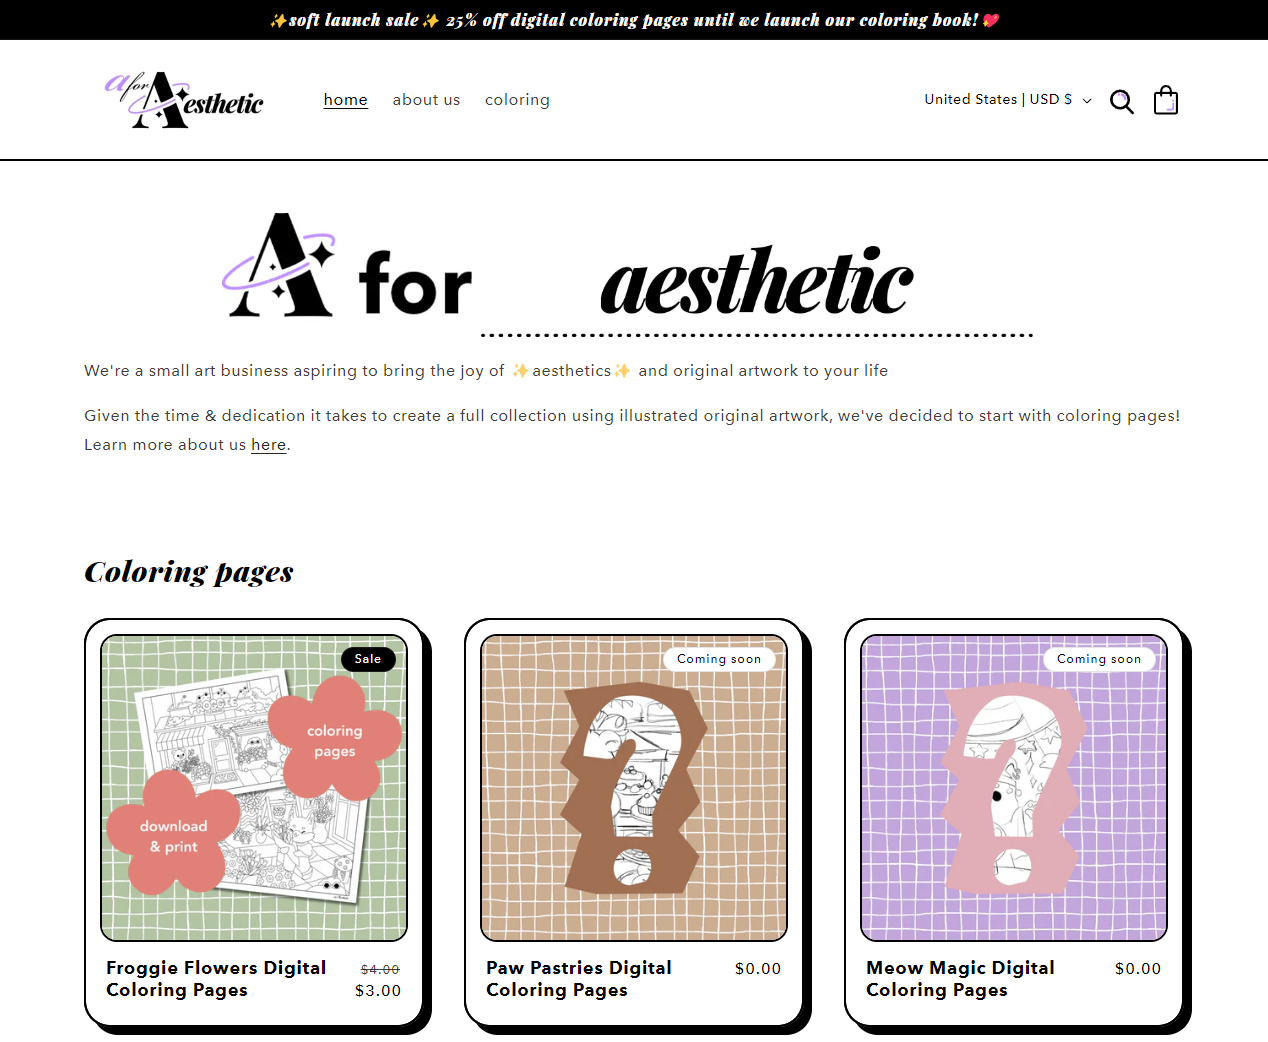 ✨soft launch sale✨ 25% off digital coloring pages until we launch our coloring book!💖
a for Aesthetic
home about us coloring
United States | USD $
A for aesthetic
We're a small art business aspiring to bring the joy of ✨aesthetics✨ and original artwork to your life
Given the time & dedication it takes to create a full collection using illustrated original artwork, we've decided to start with coloring pages!
Learn more about us here.
Coloring pages
Sale
coloring
pages
download
& print
Froggie Flowers Digital
Coloring Pages
$4.00
$3.00
Coming soon
Paw Pastries Digital
Coloring Pages
$0.00
Coming soon
Meow Magic Digital
Coloring Pages
$0.00